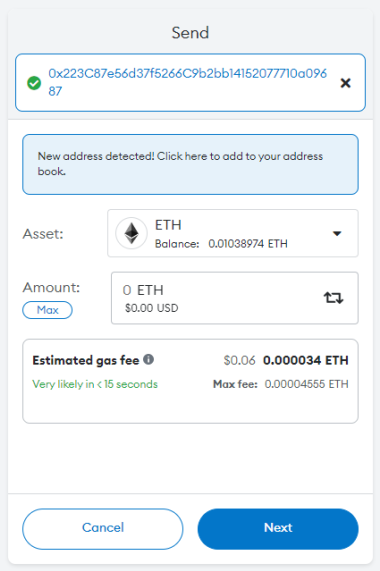 Send
0x223C87e56d37f5266C9b2bb14152077710a096
87
New address detected! Click here to add to your address
book.
Asset:
ETH
Balance: 0.01038974 ETH
Amount:
Max
0 ETH
$0.00 USD
Estimated gas fee $0.06 0.000034 ETH
Very likely in < 15 seconds Max fee: 0.00004555 ETH
Cancel
Next